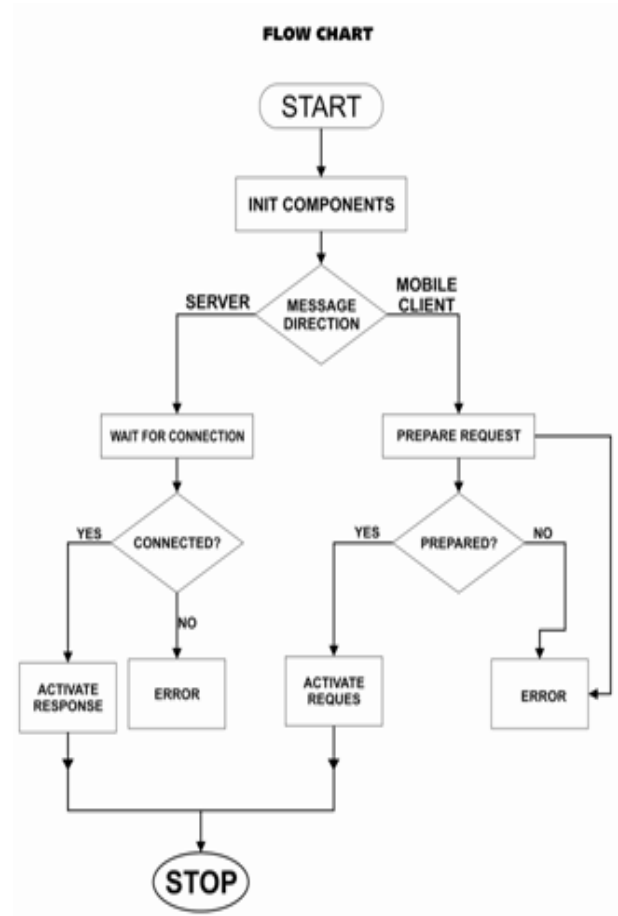 FLOW CHART
START
INIT COMPONENTS
SERVER
MESSAGE
DIRECTION
MOBILE
CLIENT
WAIT FOR CONNECTION
PREPARE REQUEST
YES
CONNECTED?
NO
YES
PREPARED?
NO
ACTIVATE
RESPONSE
ERROR
ACTIVATE
REQUES
ERROR
STOP